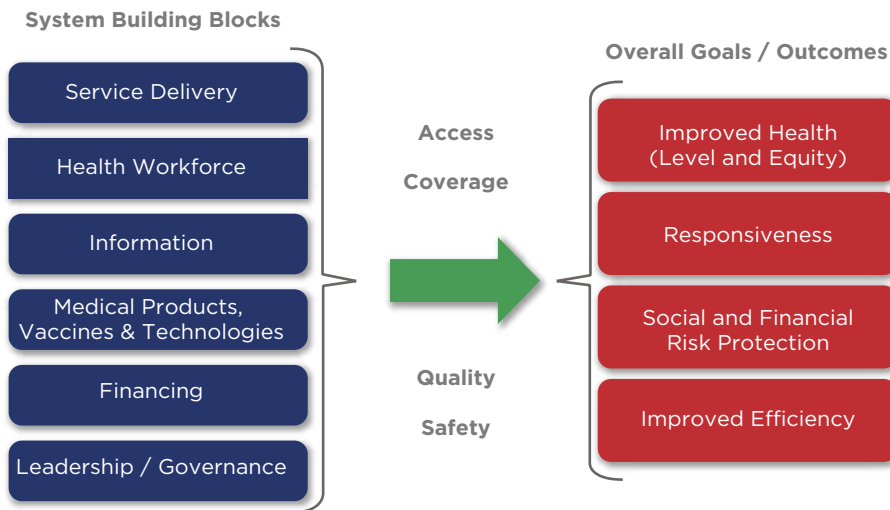 System Building Blocks
Service Delivery
Health Workforce
Information
Medical Products,
Vaccines & Technologies
Financing
Leadership / Governance
Access
Coverage
Quality
Safety
Overall Goals / Outcomes
Improved Health
(Level and Equity)
Responsiveness
Social and Financial
Risk Protection
Improved Efficiency